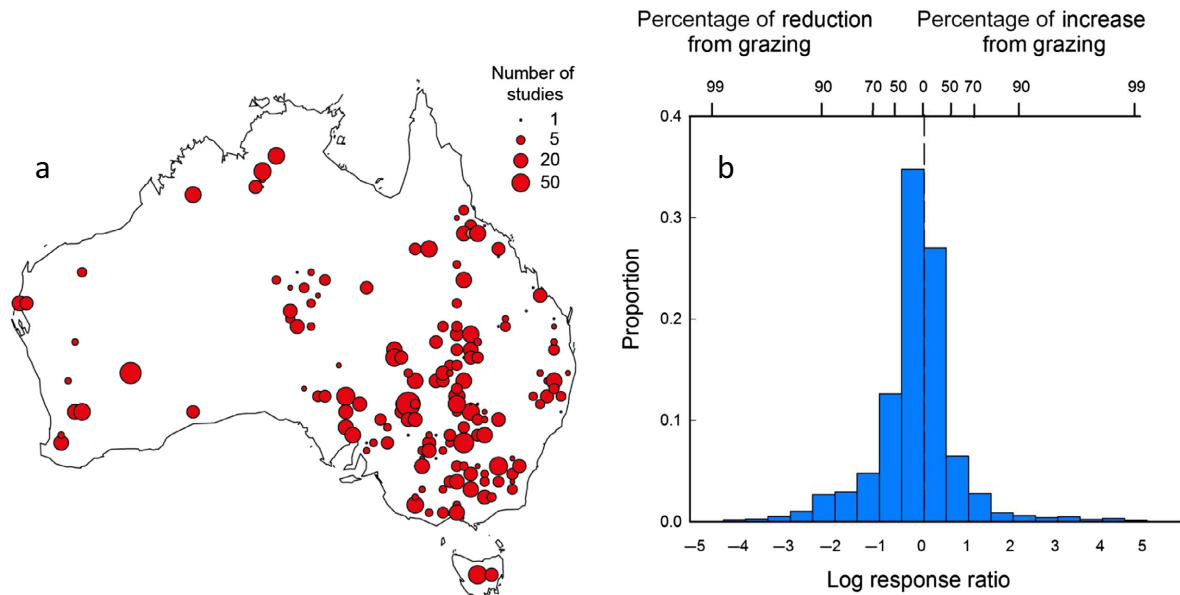 Number of
studies
1
5
20
50
a
Percentage of reduction
from grazing
Percentage of increase
from grazing
99 90 70 50 0 50 70 90 99
0.4
0.3
0.2
0.1
0.0
Proportion
b
–5 –4 –3 –2 –1 0 1 2 3 4 5
Log response ratio